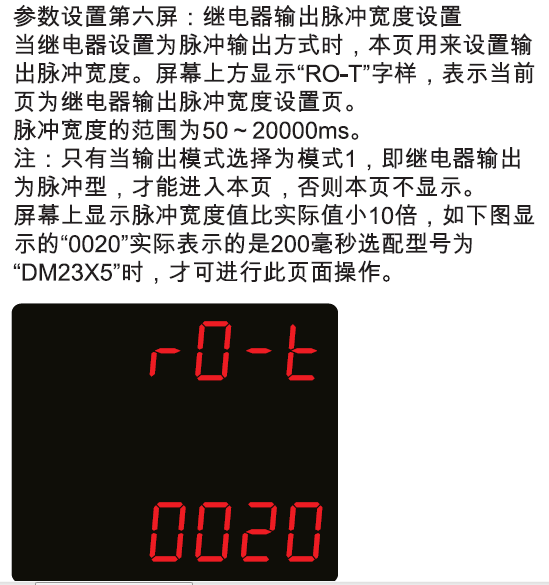 参数设置第六屏：继电器输出脉冲宽度设置
当继电器设置为脉冲输出方式时，本页用来设置输
出脉冲宽度。屏幕上方显示“RO-T”字样，表示当前
页为继电器输出脉冲宽度设置页。
脉冲宽度的范围为50～20000ms。
注：只有当输出模式选择为模式1，即继电器输出
为脉冲型，才能进入本页，否则本页不显示。
屏幕上显示脉冲宽度值比实际值小10倍，如下图显
示的“0020”实际表示的是200毫秒选配型号为
“DM23X5”时，才可进行此页面操作。
rO-t
0020